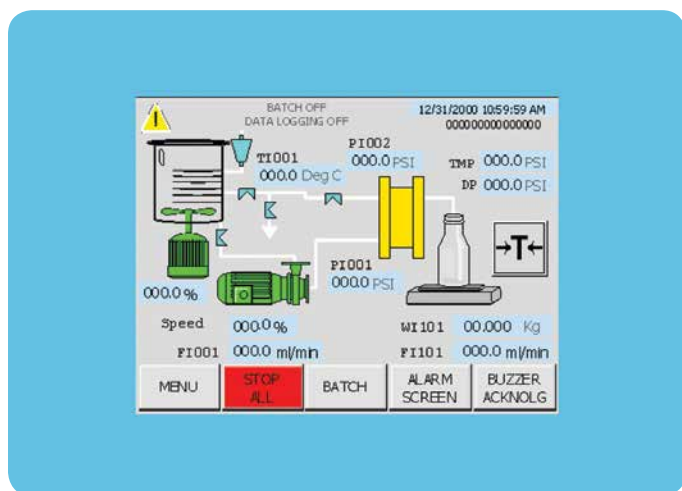 BATCH OFF
DATA LOGGING OFF
12/31/2000 10:59:59 AM
00000000000000
PI002
000.0 PSI
TI001
000.0 Deg C
TMP 000.0 PSI
DP 000.0 PSI
→T←
PI001
000.0 PSI
000.0 %
Speed 000.0 %
WI101 00.000 Kg
FI001 000.0 ml/min
FI101 000.0 ml/min
MENU
STOP
ALL
BATCH
ALARM
SCREEN
BUZZER
ACKNOLG